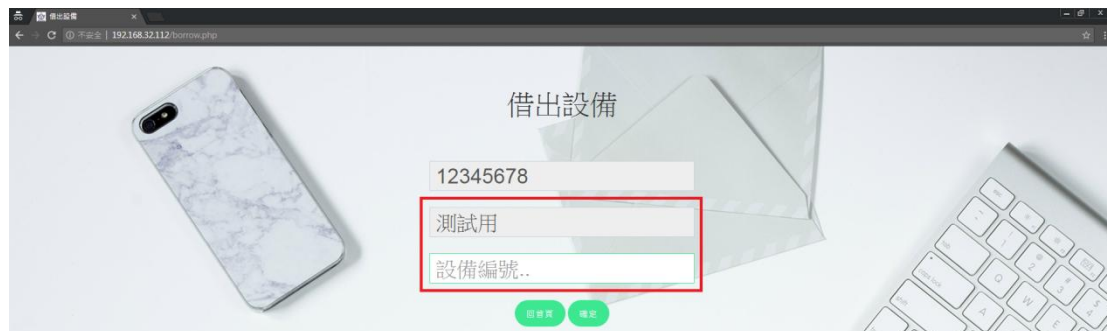 借出設備
不安全 | 192.168.32.112/borrow.php
借出設備
12345678
測試用
設備編號..
回首頁 確定